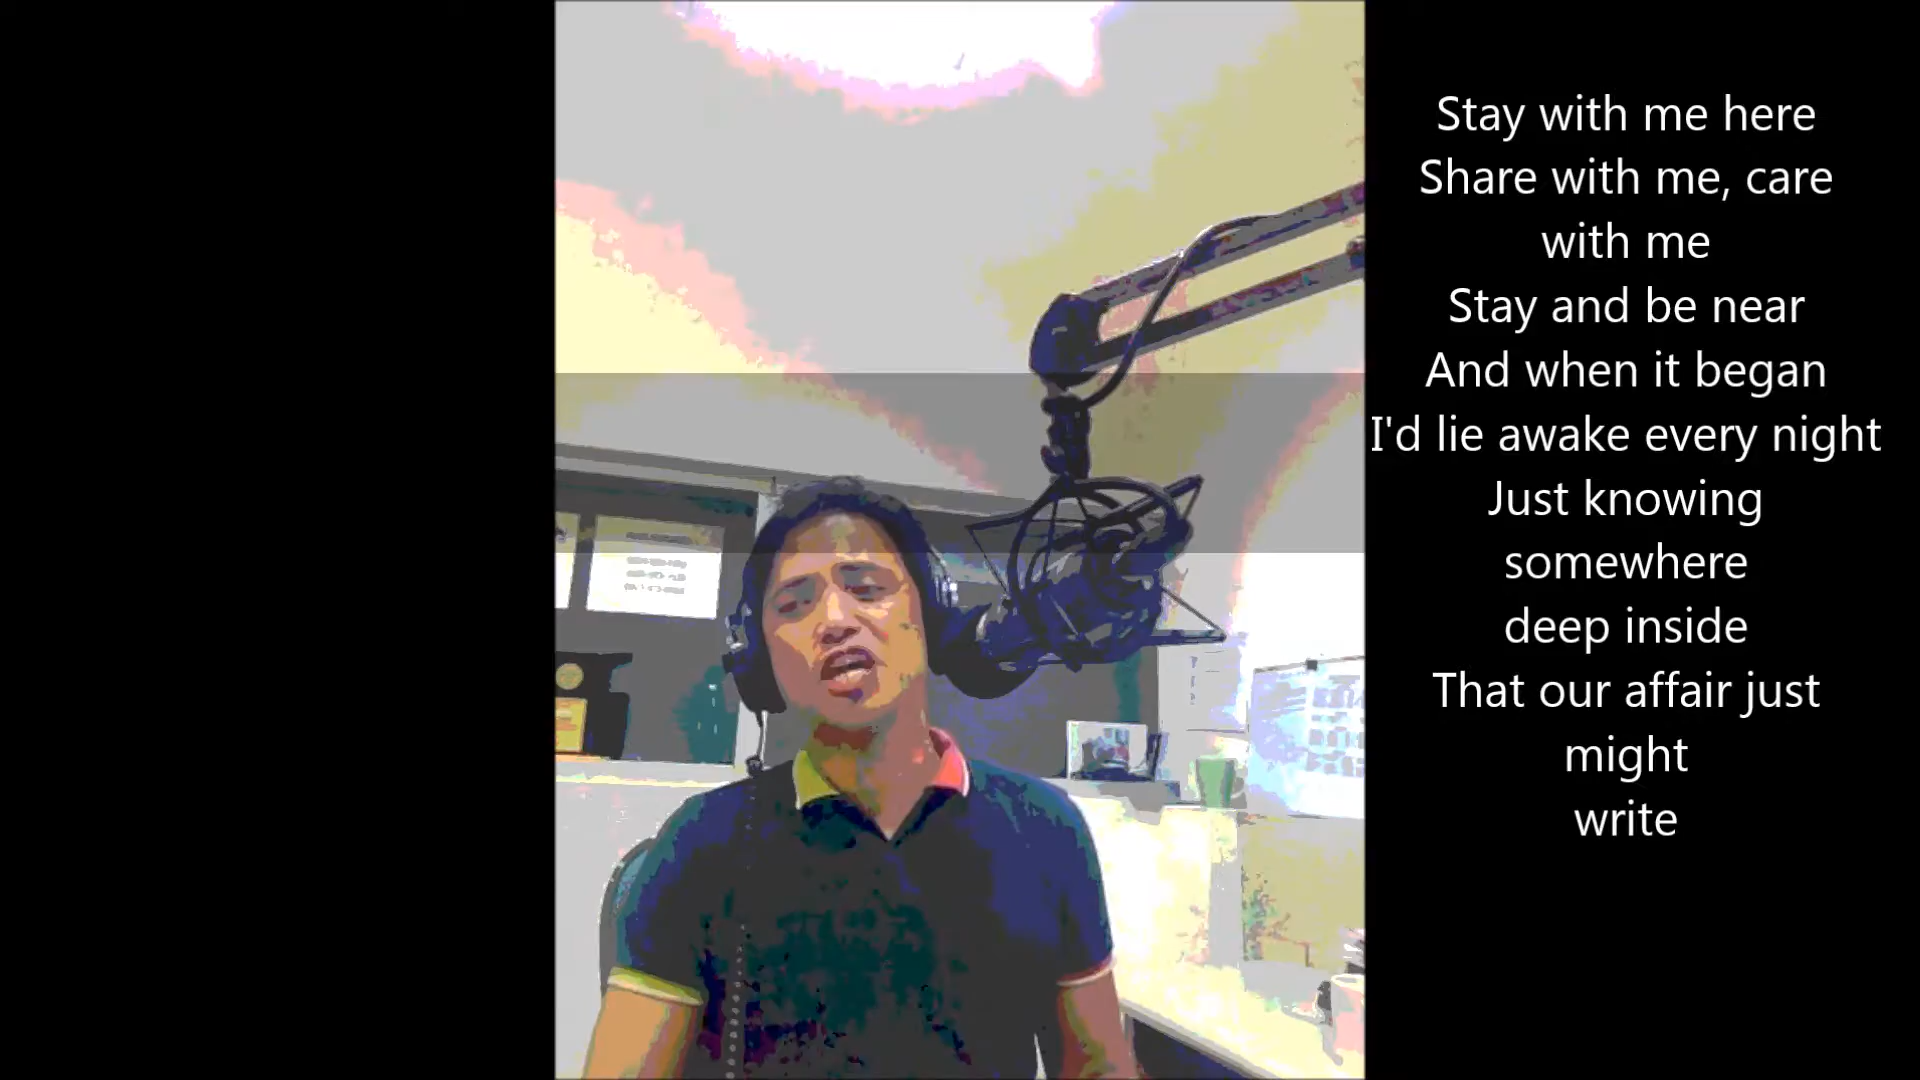 Stay with me here
Share with me, care
with me
Stay and be near
And when it began
I'd lie awake every night
Just knowing
somewhere
deep inside
That our affair just
might
write